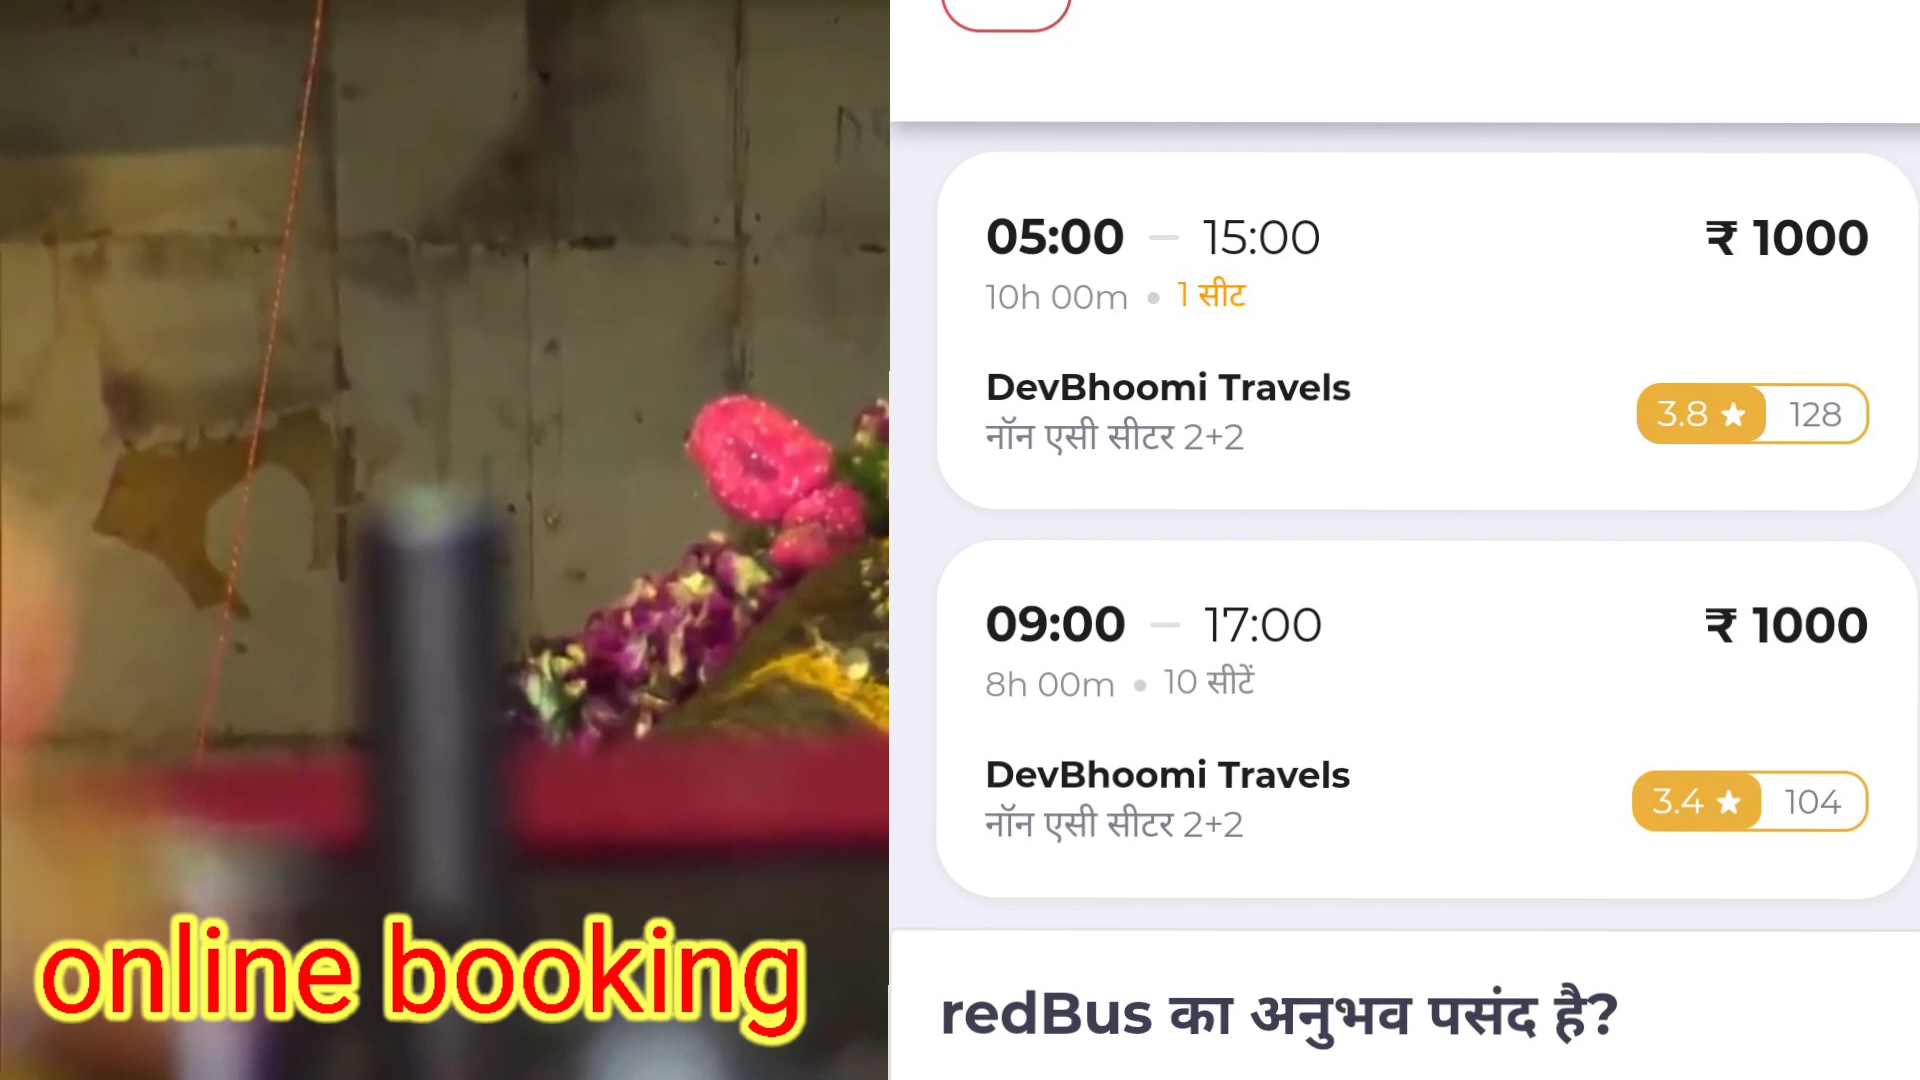 online booking
05:00 – 15:00
₹ 1000
10h 00m • 1 सीट
DevBhoomi Travels
नॉन एसी सीटर 2+2
3.8 ★ 128
09:00 – 17:00
₹ 1000
8h 00m • 10 सीटें
DevBhoomi Travels
नॉन एसी सीटर 2+2
3.4 ★ 104
redBus का अनुभव पसंद है?